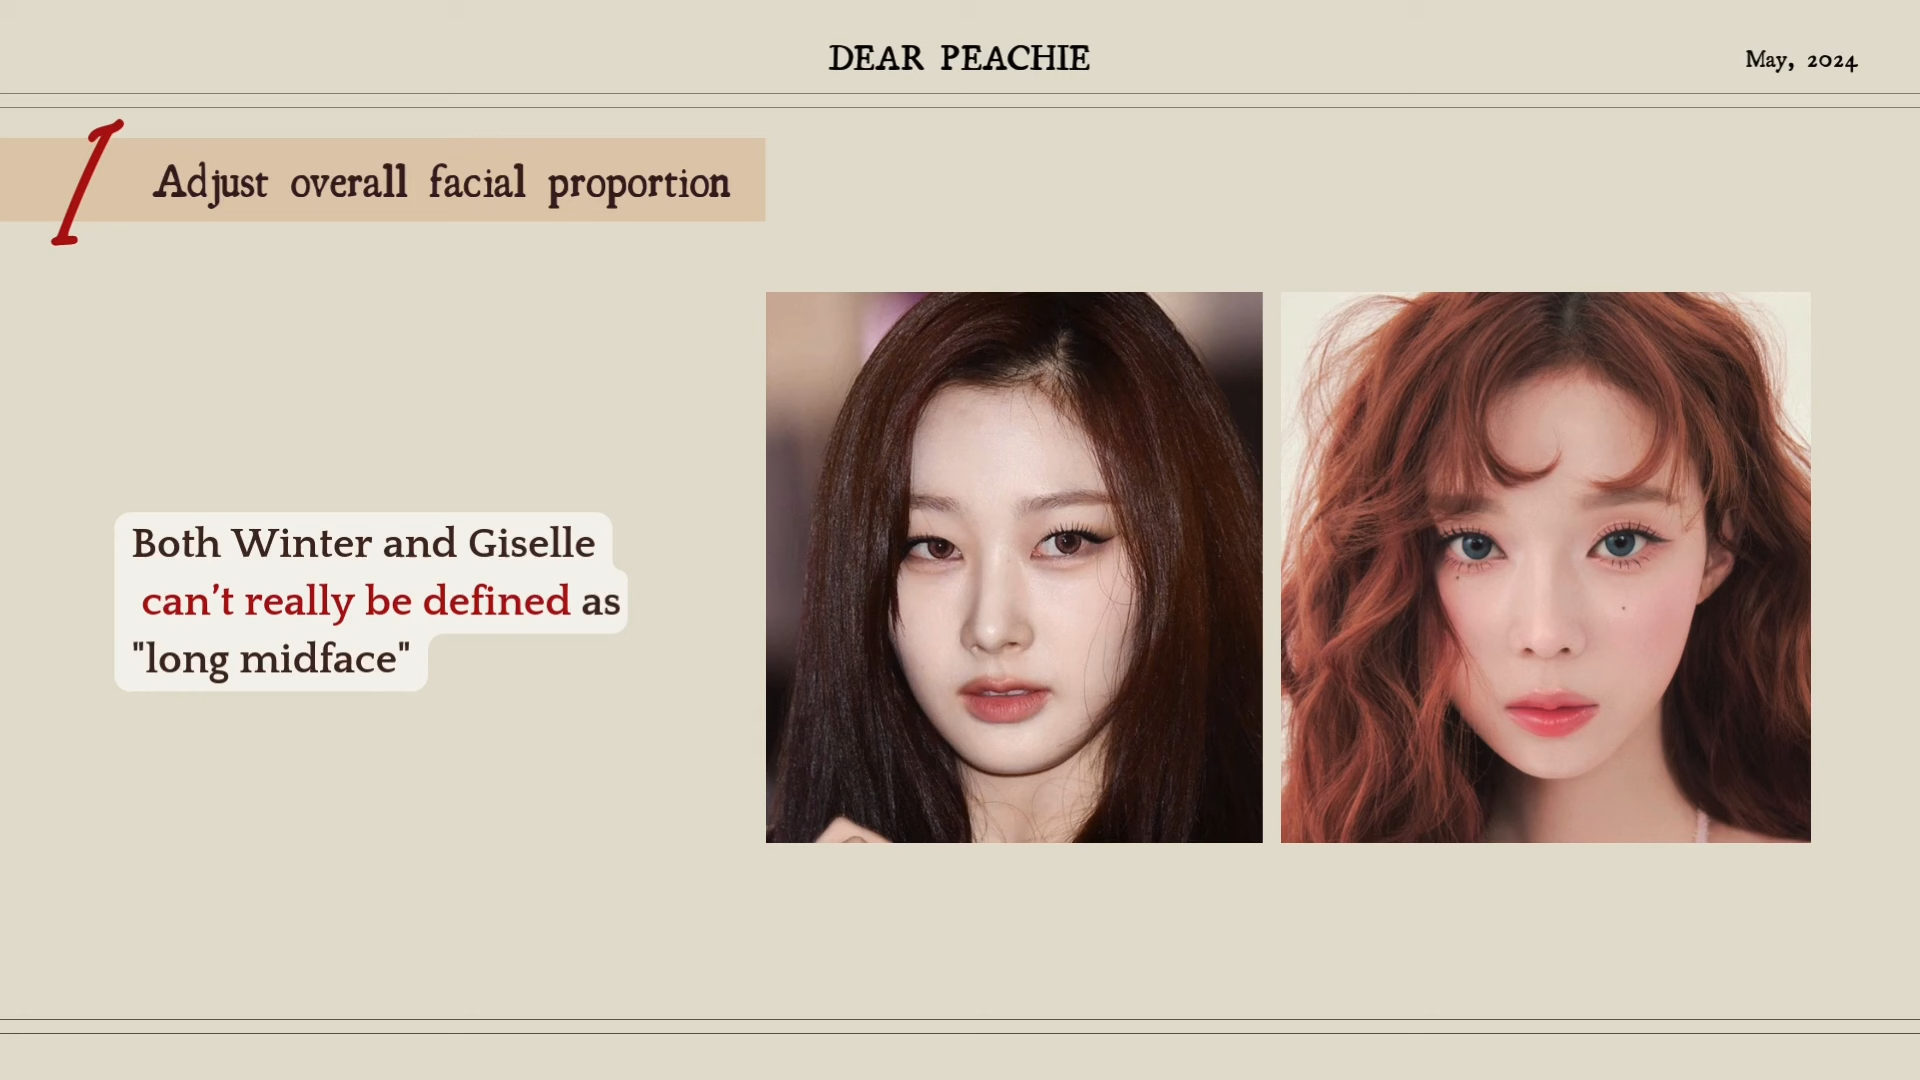 DEAR PEACHIE
May, 2024
1
Adjust overall facial proportion
Both Winter and Giselle
can't really be defined as
"long midface"